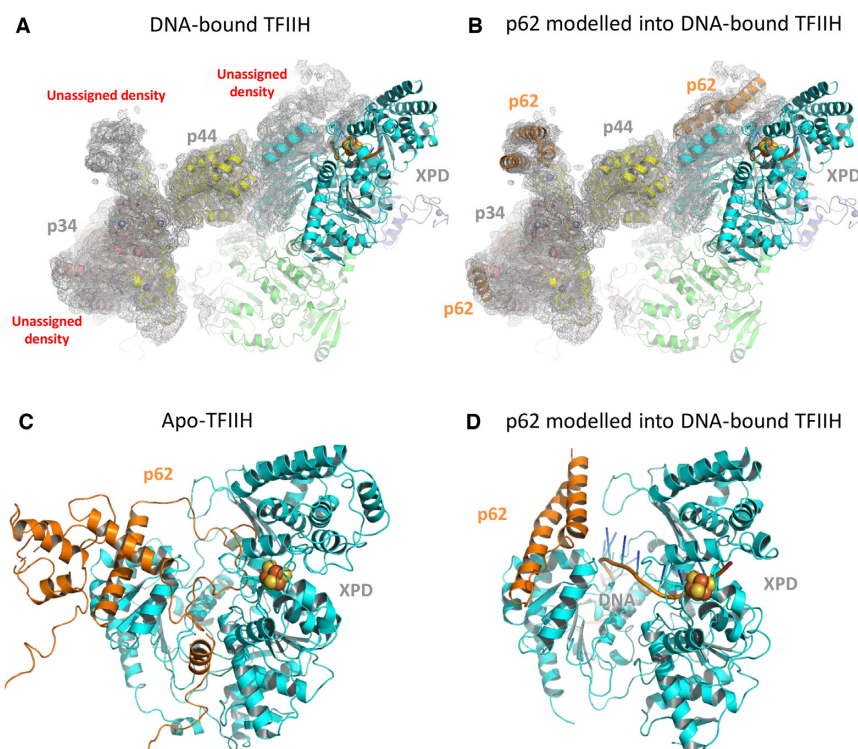 A DNA-bound TFIIH
Unassigned density
Unassigned
density
p44
XPD
p34
Unassigned
density
B p62 modelled into DNA-bound TFIIH
p62
p62
p44
XPD
p34
p62
C Apo-TFIIH
p62
XPD
D p62 modelled into DNA-bound TFIIH
p62
DNA
XPD